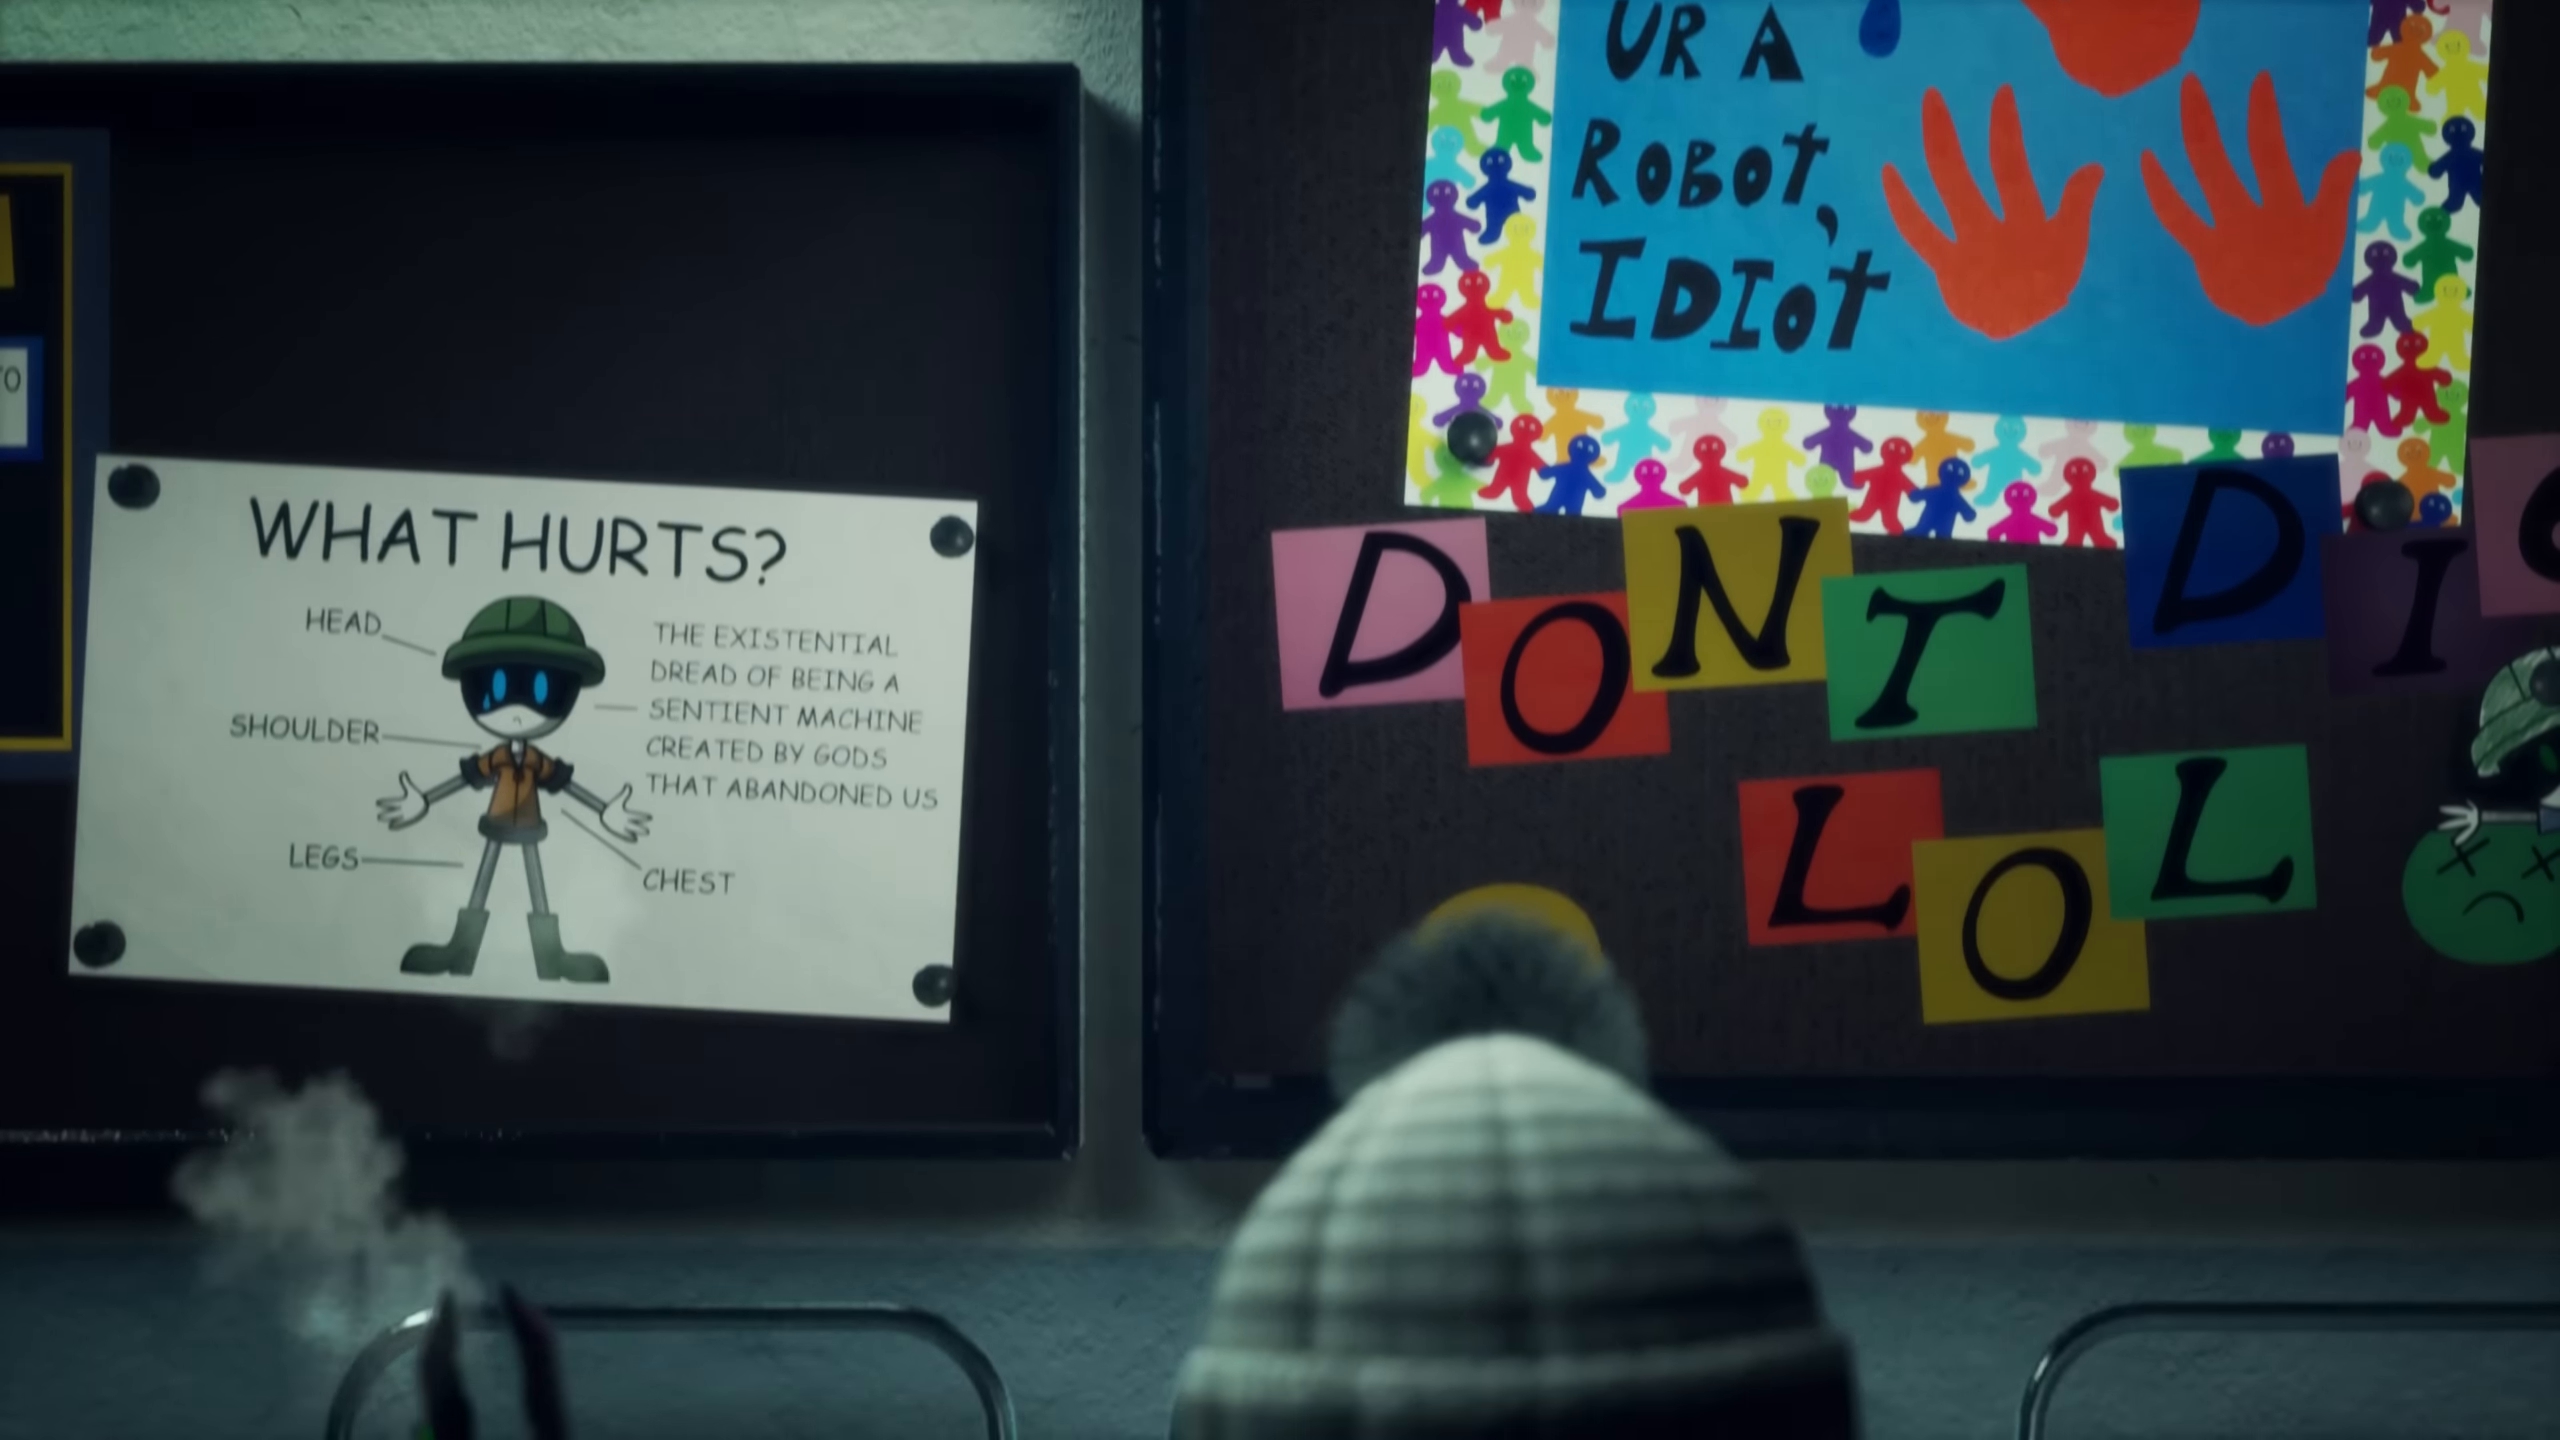 WHAT HURTS?
HEAD
SHOULDER
LEGS
THE EXISTENTIAL
DREAD OF BEING A
SENTIENT MACHINE
CREATED BY GODS
THAT ABANDONED US
CHEST
UR A
ROBOT,
IDIOT
DONT
LOL